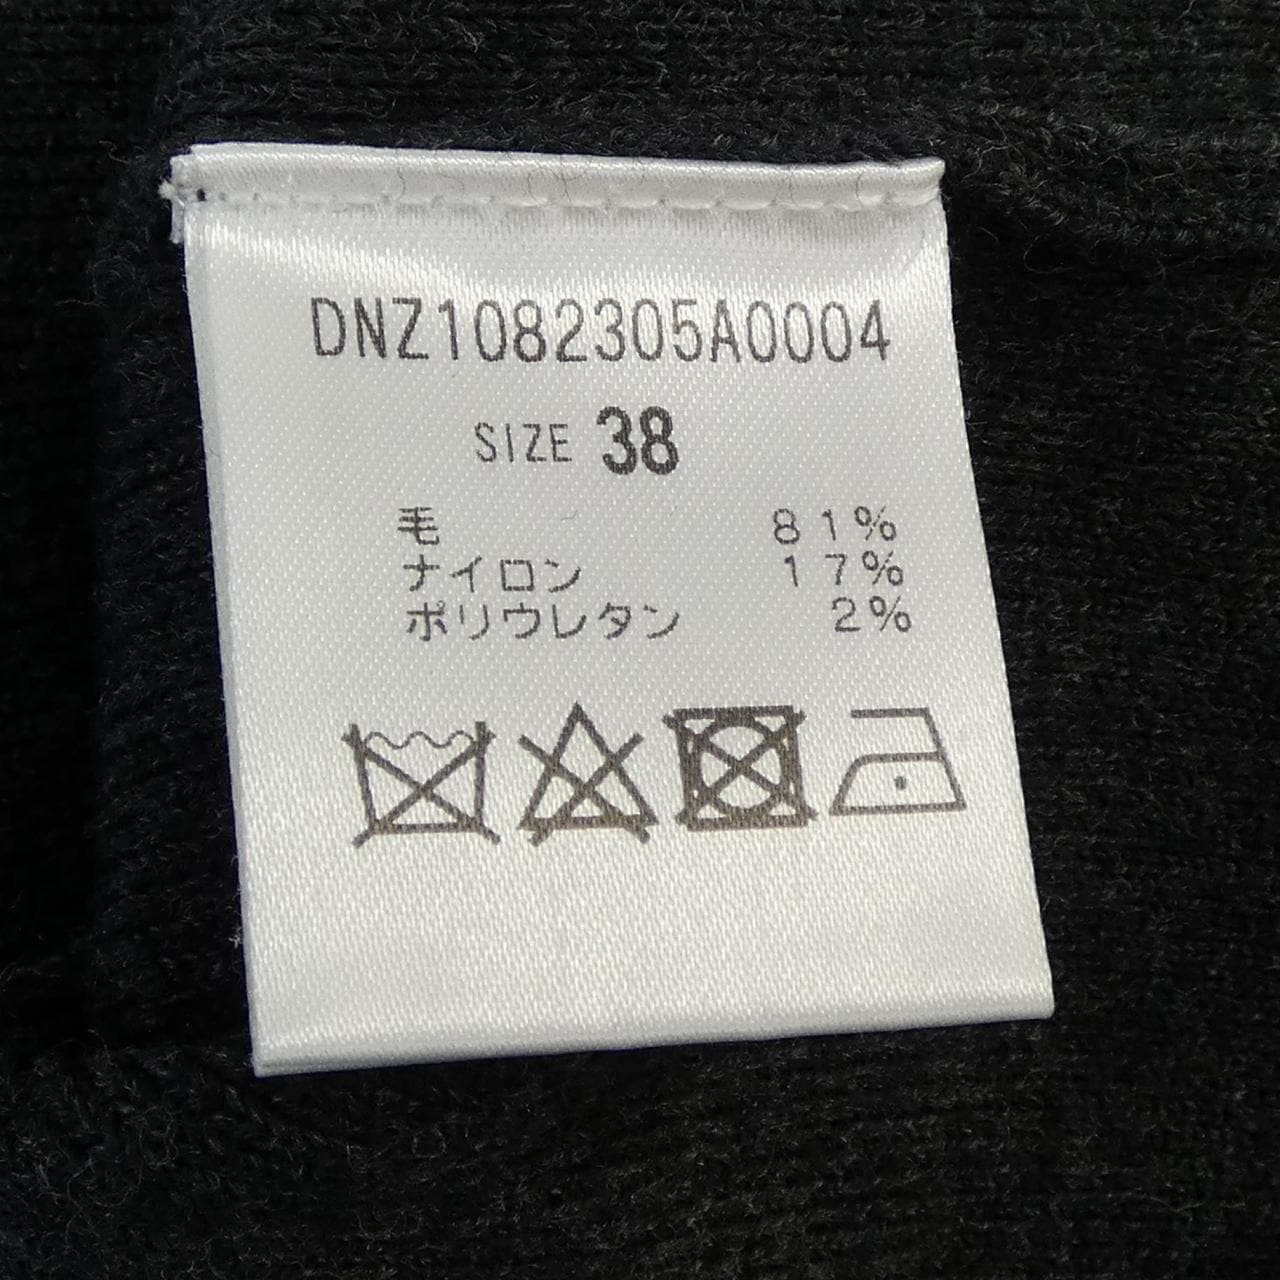 DNZ1082305A0004
SIZE 38
毛 81%
ナイロン 17%
ポリウレタン 2%